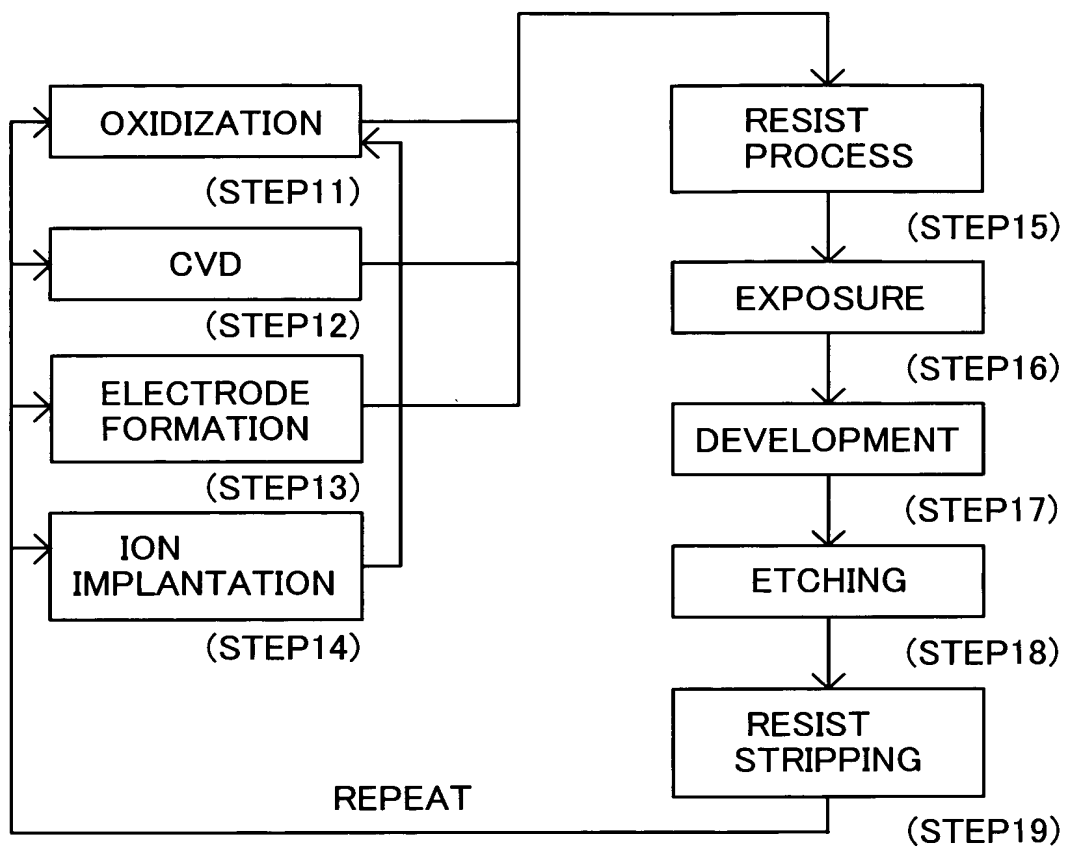 OXIDIZATION
(STEP11)
CVD
(STEP12)
ELECTRODE
FORMATION
(STEP13)
ION
IMPLANTATION
(STEP14)
RESIST
PROCESS
(STEP15)
EXPOSURE
(STEP16)
DEVELOPMENT
(STEP17)
ETCHING
(STEP18)
RESIST
STRIPPING
(STEP19)
REPEAT